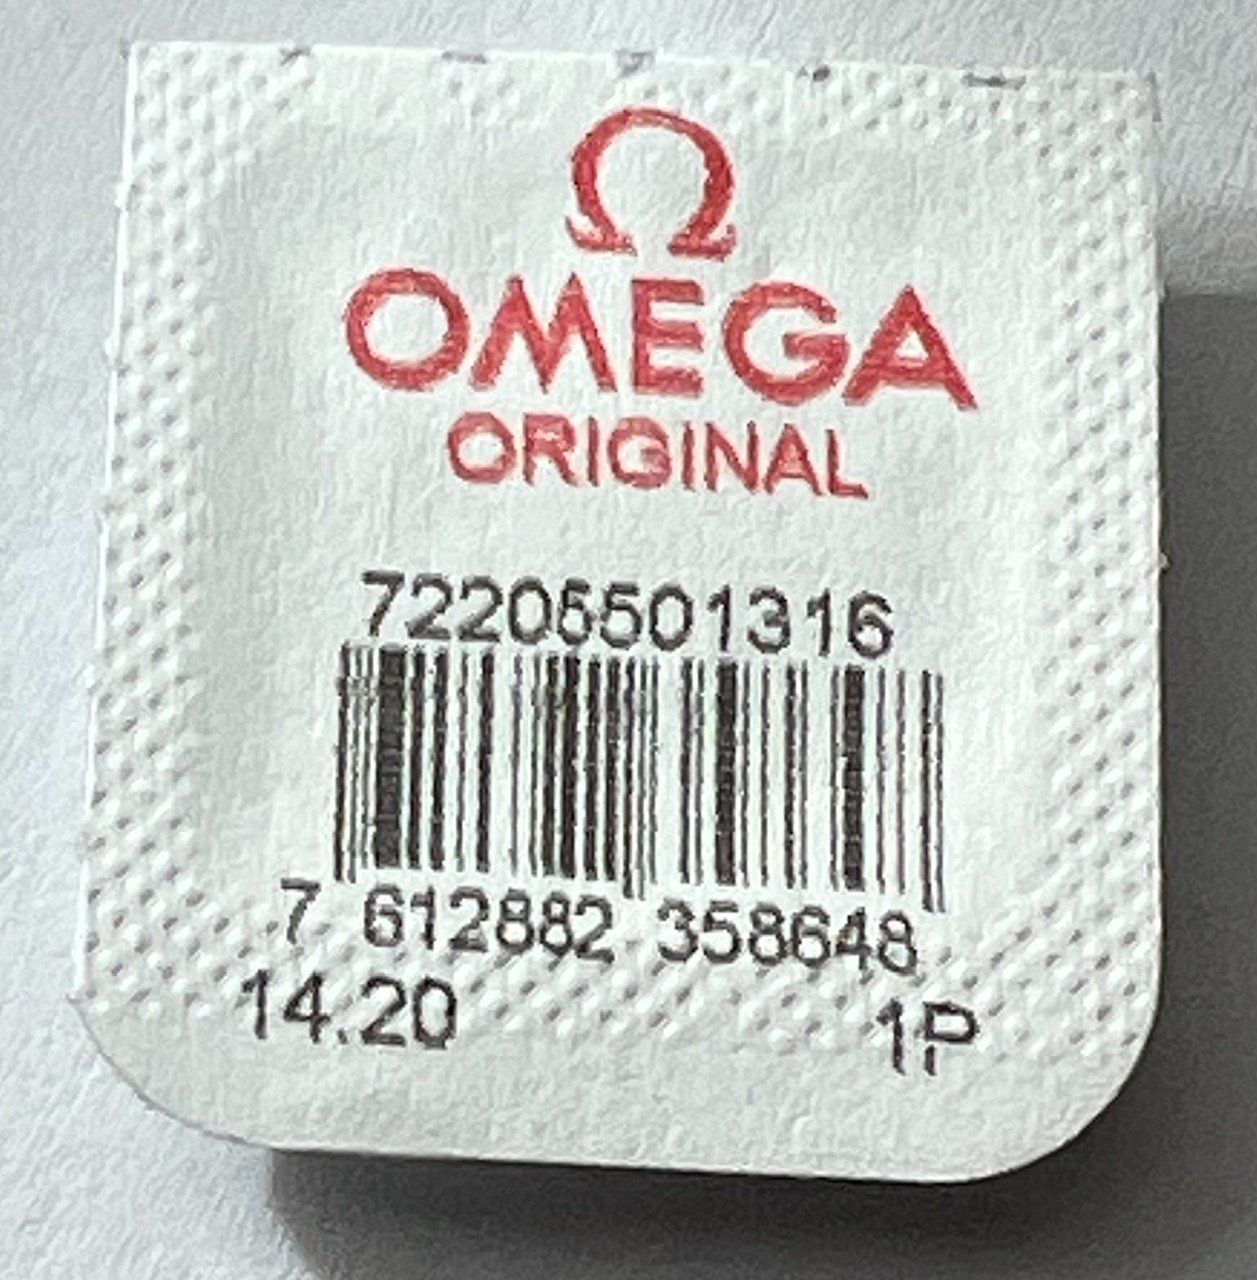 Ω
OMEGA
ORIGINAL
72205501316
7 612882 358648
14.20 1P